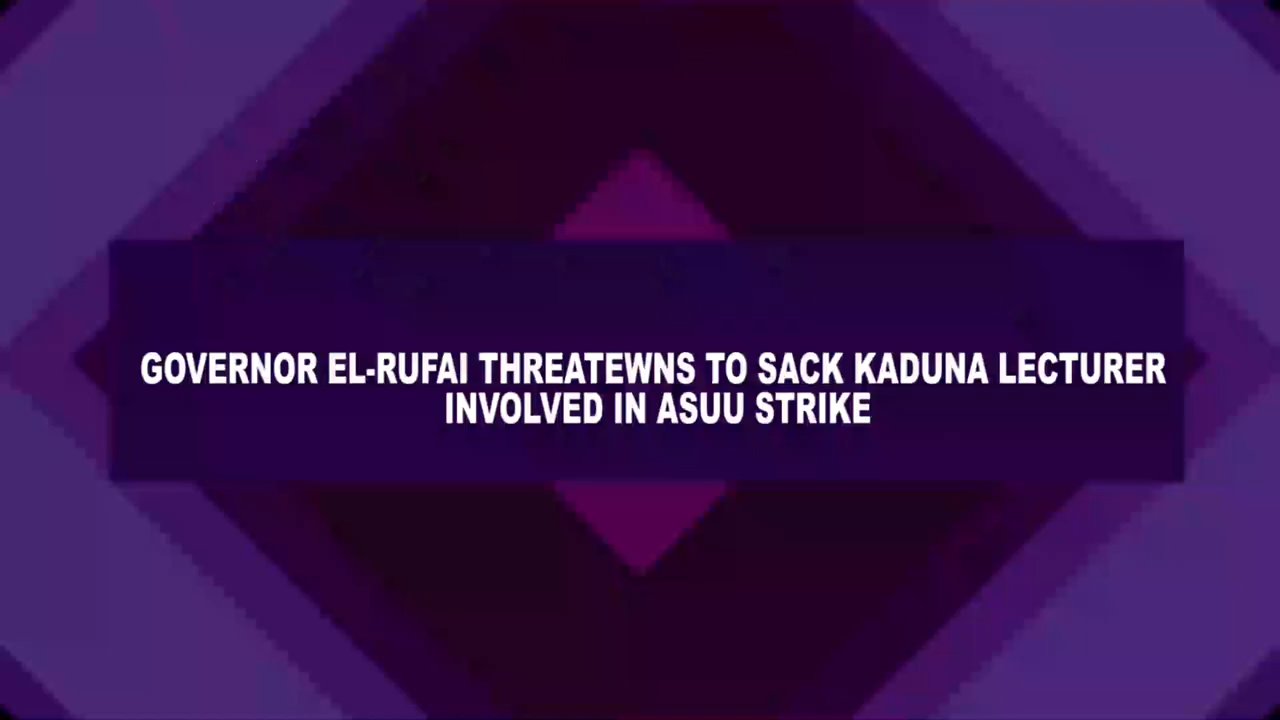 GOVERNOR EL-RUFAI THREATEWNS TO SACK KADUNA LECTURER
INVOLVED IN ASUU STRIKE